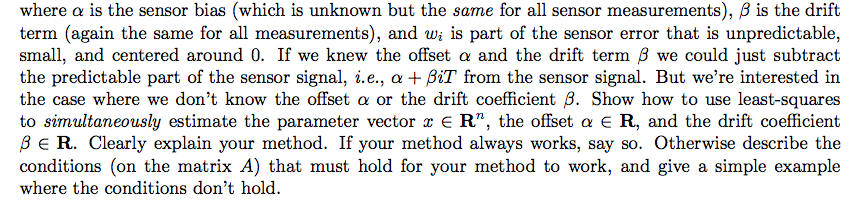 where α is the sensor bias (which is unknown but the same for all sensor measurements), β is the drift
term (again the same for all measurements), and wᵢ is part of the sensor error that is unpredictable,
small, and centered around 0. If we knew the offset α and the drift term β we could just subtract
the predictable part of the sensor signal, i.e., α + βiT from the sensor signal. But we're interested in
the case where we don't know the offset α or the drift coefficient β. Show how to use least-squares
to simultaneously estimate the parameter vector x ∈ Rⁿ, the offset α ∈ R, and the drift coefficient
β ∈ R. Clearly explain your method. If your method always works, say so. Otherwise describe the
conditions (on the matrix A) that must hold for your method to work, and give a simple example
where the conditions don't hold.